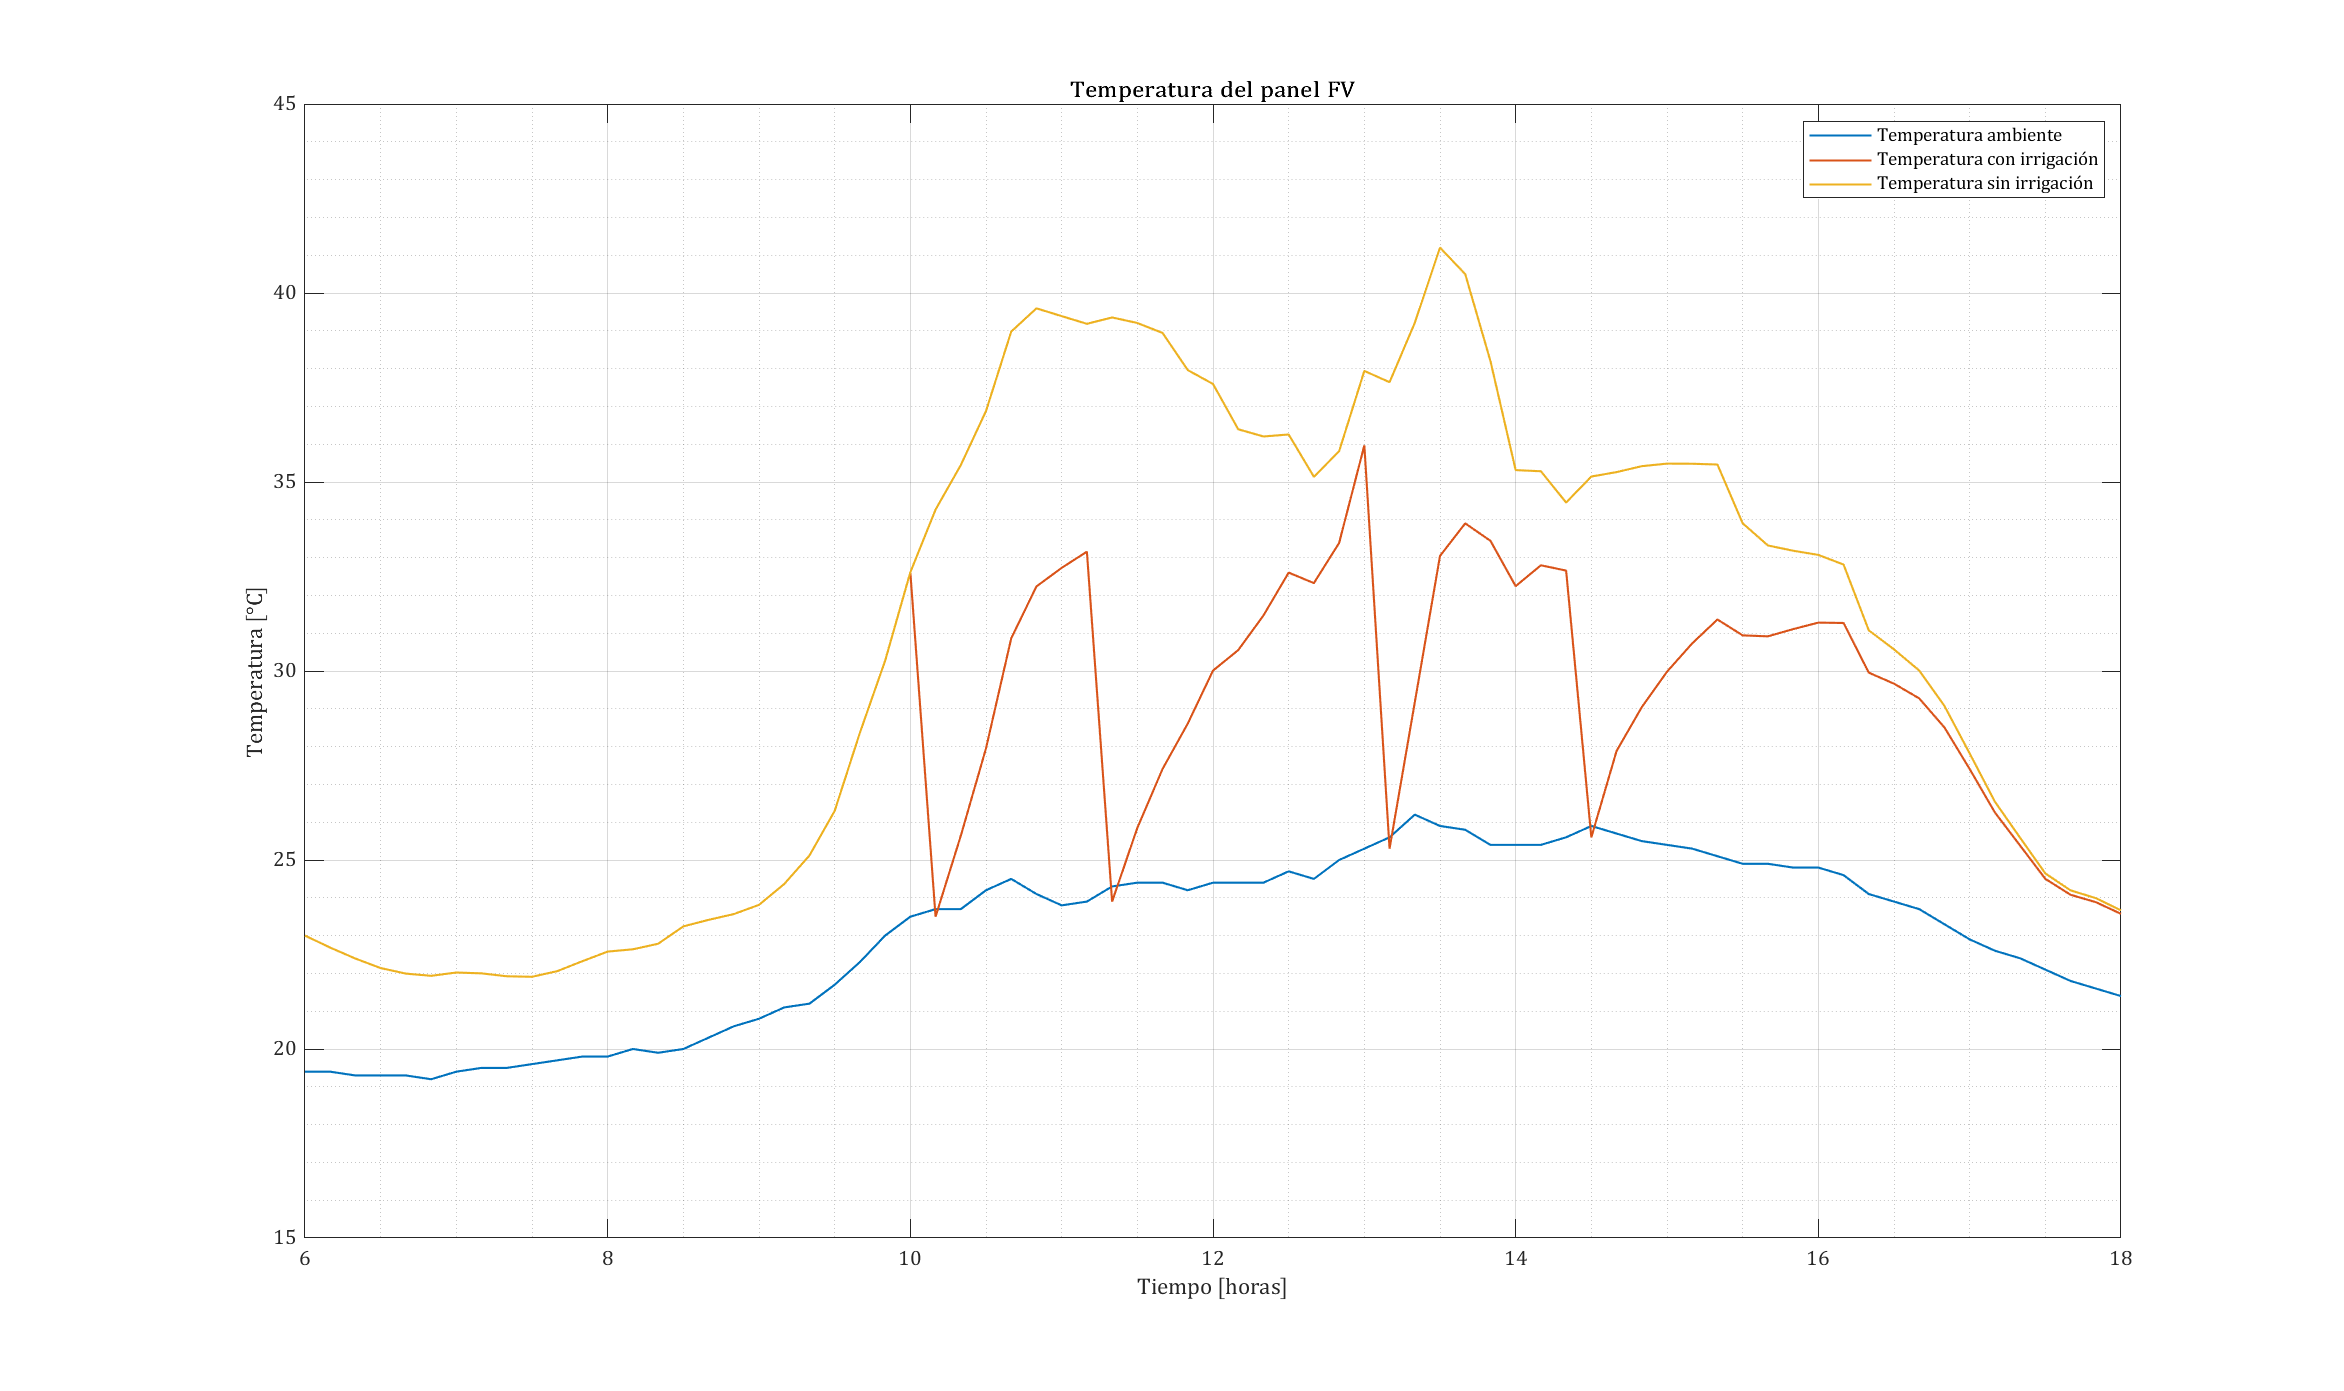 Temperatura del panel FV
45
40
35
30
25
20
15
Temperatura [°C]
Temperatura ambiente
Temperatura con irrigación
Temperatura sin irrigación
6 8 10 12 14 16 18
Tiempo [horas]